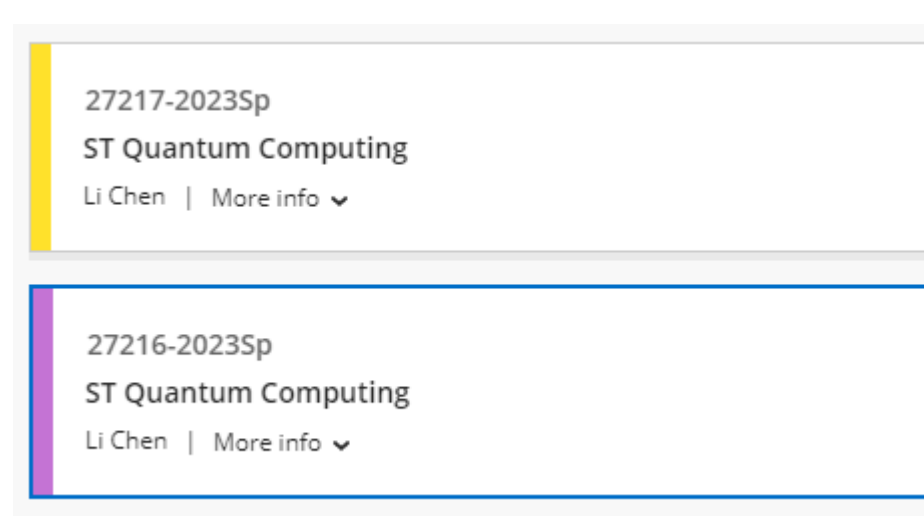 27217-2023Sp
ST Quantum Computing
Li Chen | More info
27216-2023Sp
ST Quantum Computing
Li Chen | More info